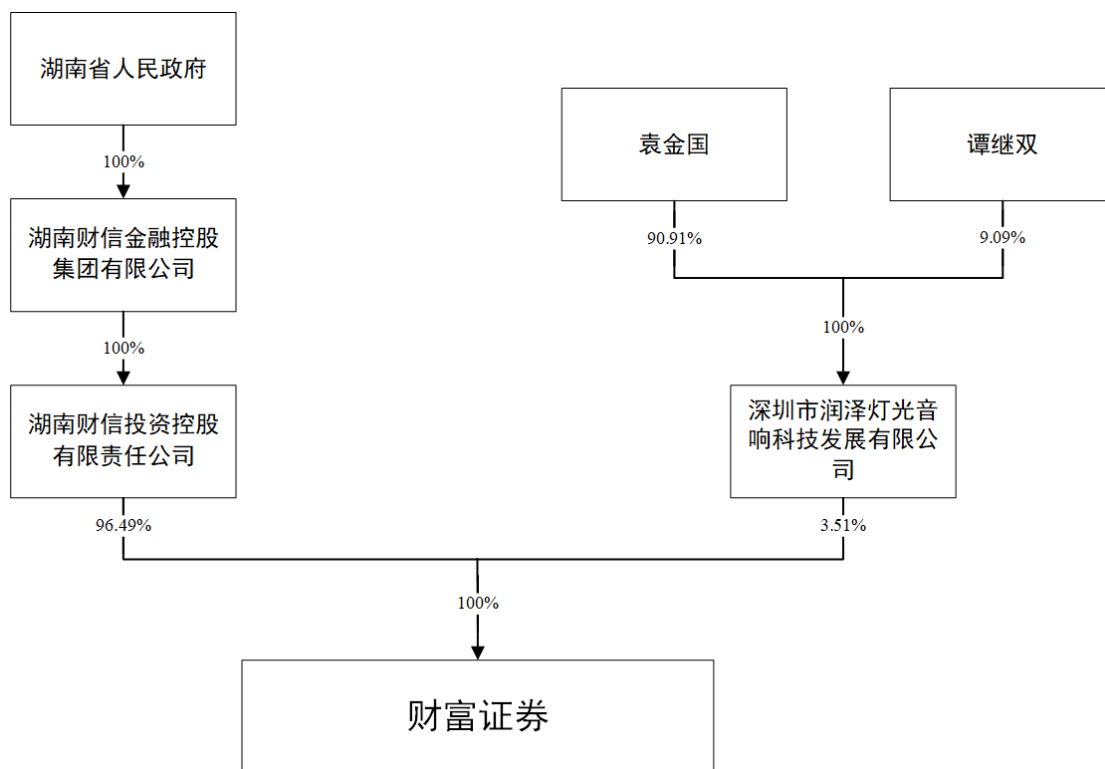 湖南省人民政府
袁金国
谭继双
100%
90.91%
9.09%
湖南财信金融控股
集团有限公司
100%
100%
湖南财信投资控股
有限责任公司
深圳市润泽灯光音
响科技发展有限公
司
96.49%
3.51%
100%
财富证券